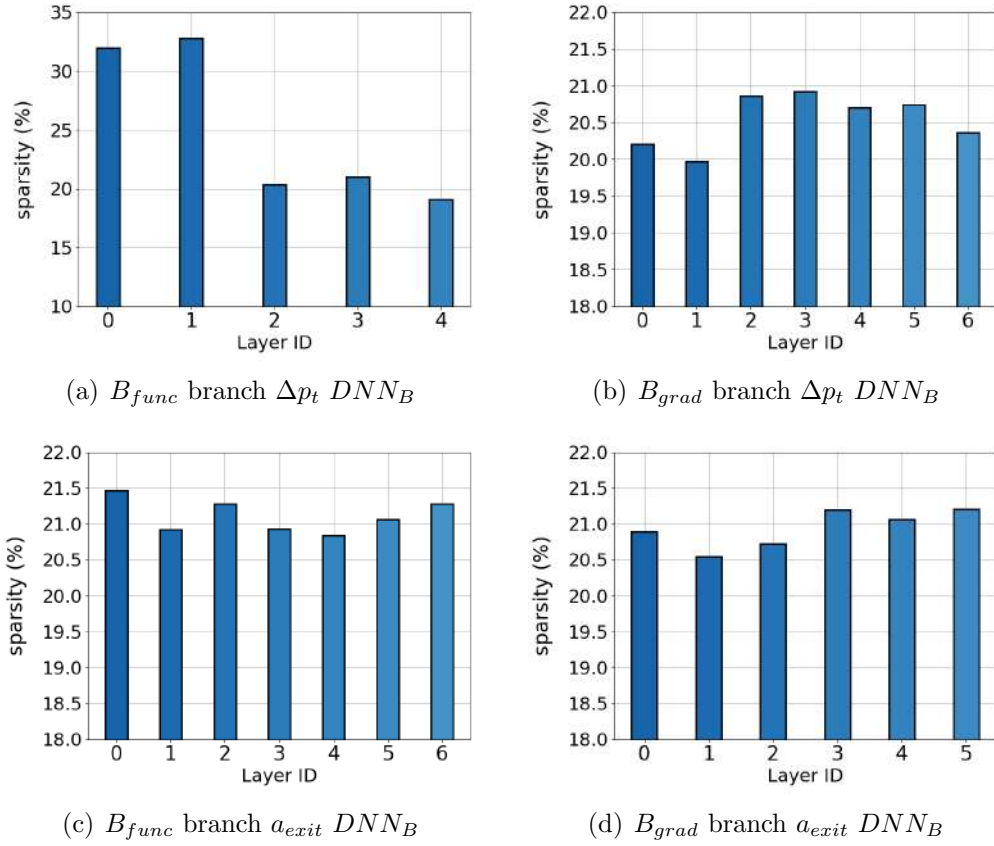 35
30
25
20
15
10
sparsity (%)
0 1 2 3 4
Layer ID
(a) B_func branch Δp_t DNN_B
22.0
21.5
21.0
20.5
20.0
19.5
19.0
18.5
18.0
sparsity (%)
0 1 2 3 4 5 6
Layer ID
(b) B_grad branch Δp_t DNN_B
22.0
21.5
21.0
20.5
20.0
19.5
19.0
18.5
18.0
sparsity (%)
0 1 2 3 4 5 6
Layer ID
(c) B_func branch a_exit DNN_B
22.0
21.5
21.0
20.5
20.0
19.5
19.0
18.5
18.0
sparsity (%)
0 1 2 3 4 5
Layer ID
(d) B_grad branch a_exit DNN_B